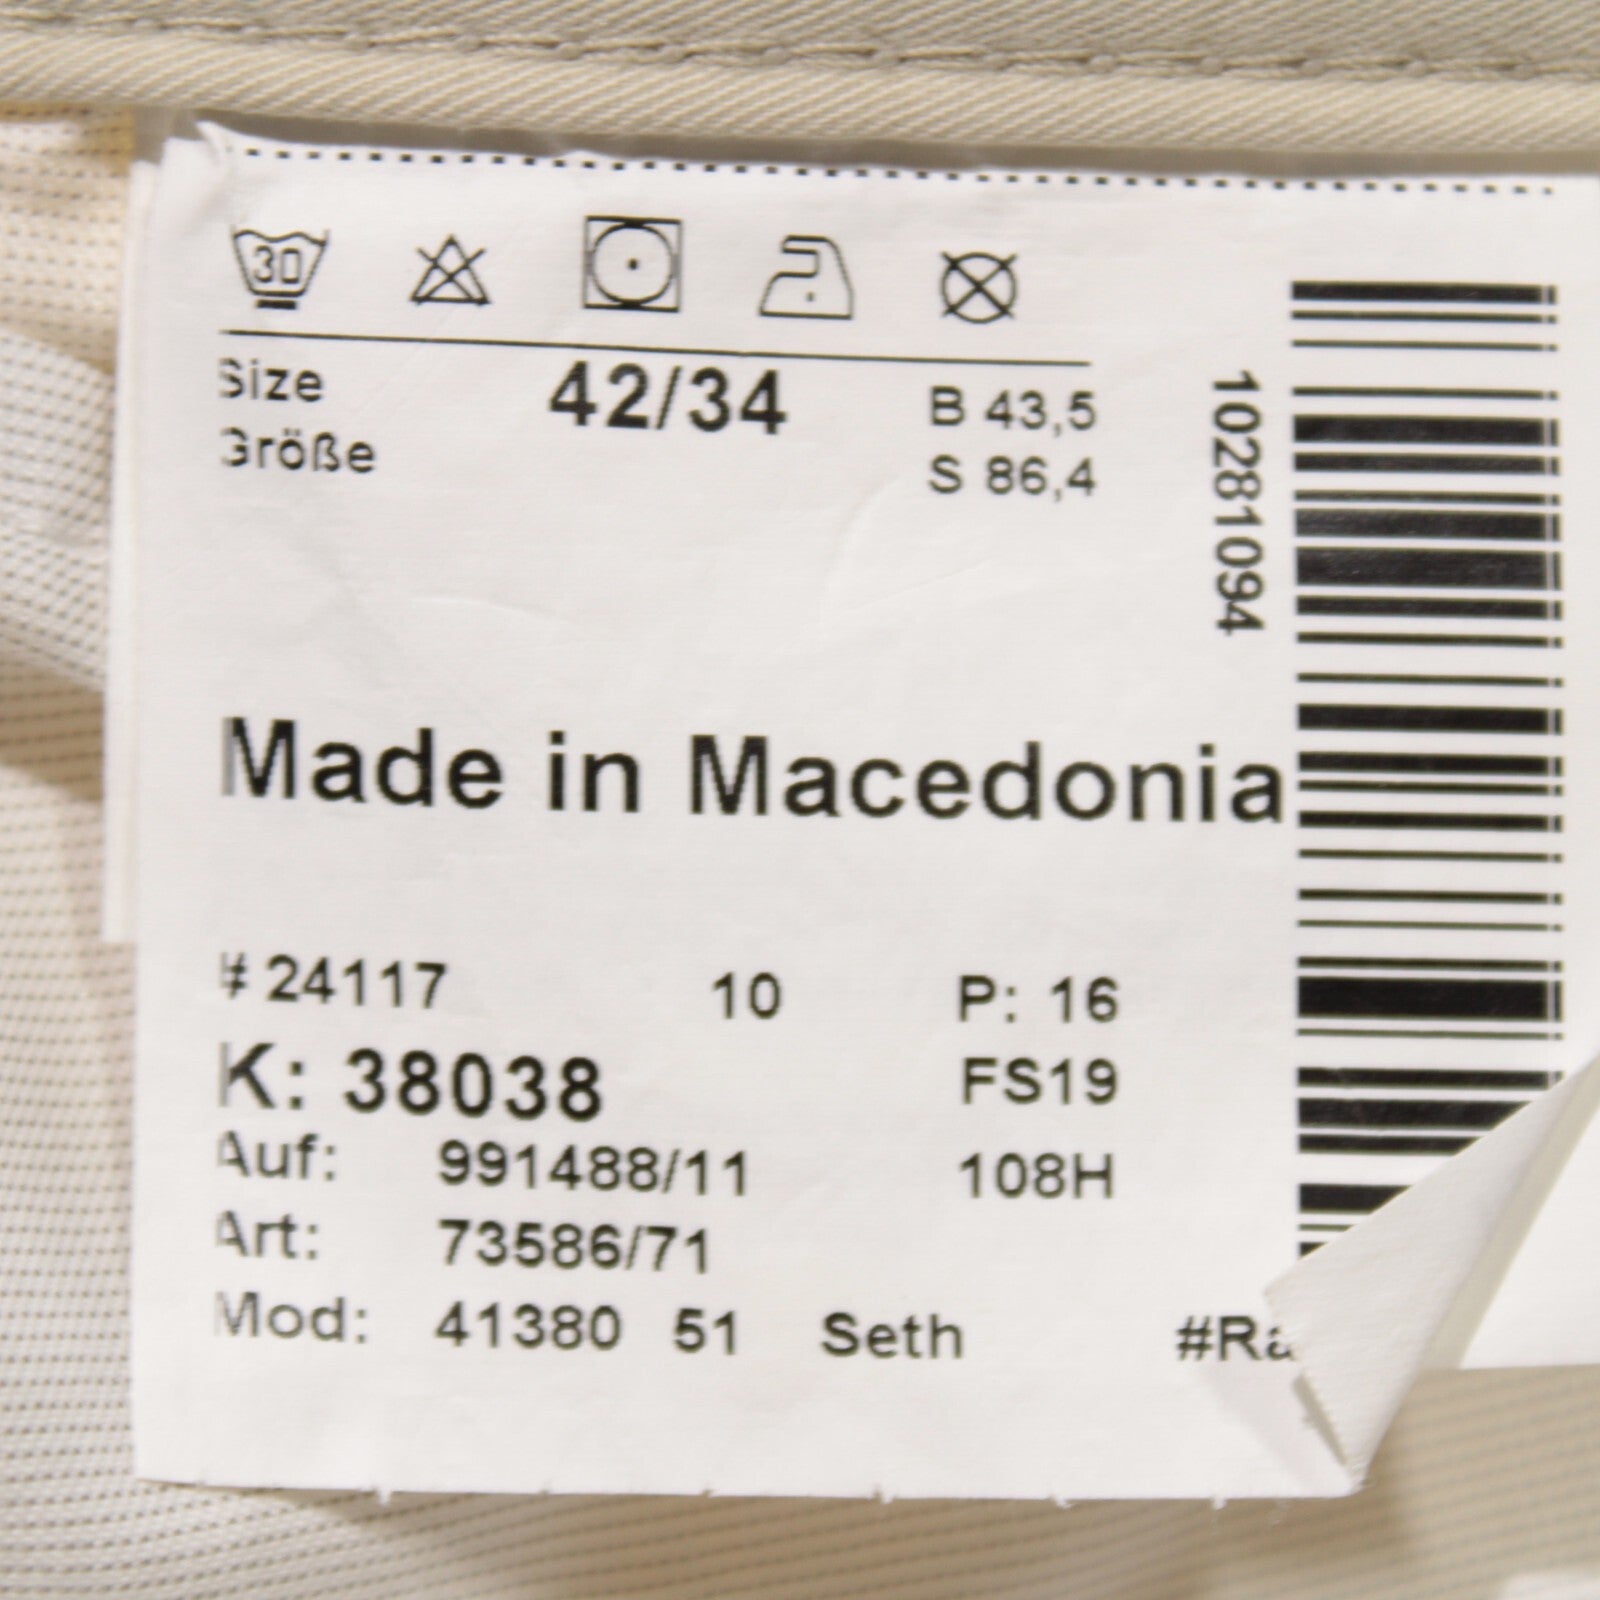 30
Size 42/34 B 43,5
Größe S 86,4
10281094
Made in Macedonia
# 24117 10 P: 16
K: 38038 FS19
Auf: 991488/11 108H
Art: 73586/71
Mod: 41380 51 Seth